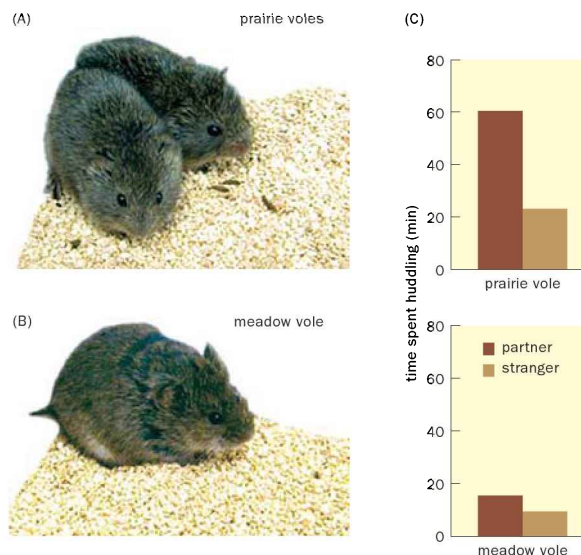 (A)
prairie voles
(B)
meadow vole
(C)
time spent huddling (min)
80
60
40
20
0
prairie vole
80
60
40
20
0
partner
stranger
meadow vole